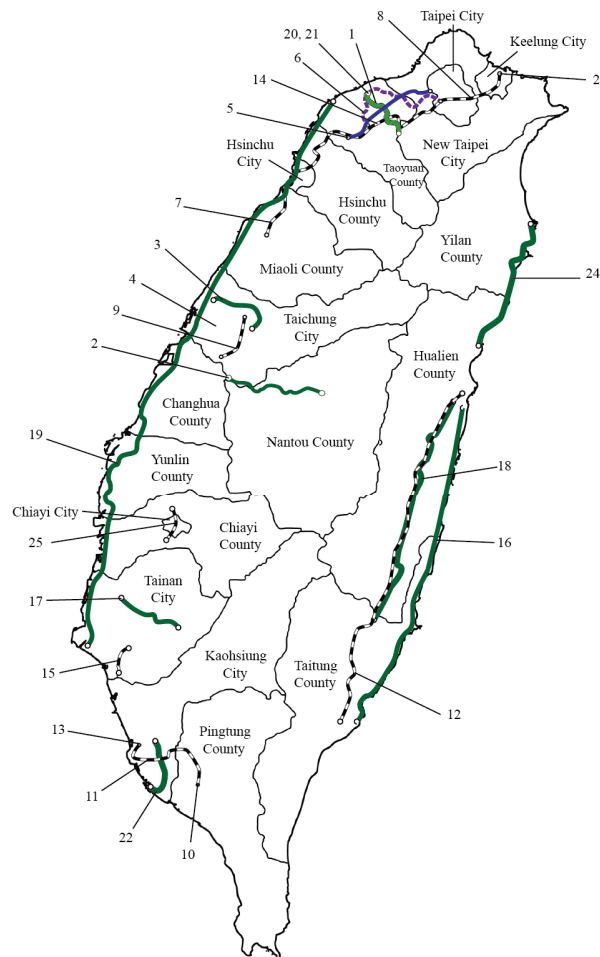 Taipei City
8
20, 21
1
Keelung City
6
14
2
5
Hsinchu
City
New Taipei
City
Taoyuan
County
Hsinchu
County
7
Yilan
County
3
Miaoli County
24
4
9
Taichung
City
2
Hualien
County
Changhua
County
Nantou County
19
Yunlin
County
18
Chiayi City
25
Chiayi
County
16
Tainan
City
17
Kaohsiung
City
Taitung
County
15
12
13
Pingtung
County
11
22
10